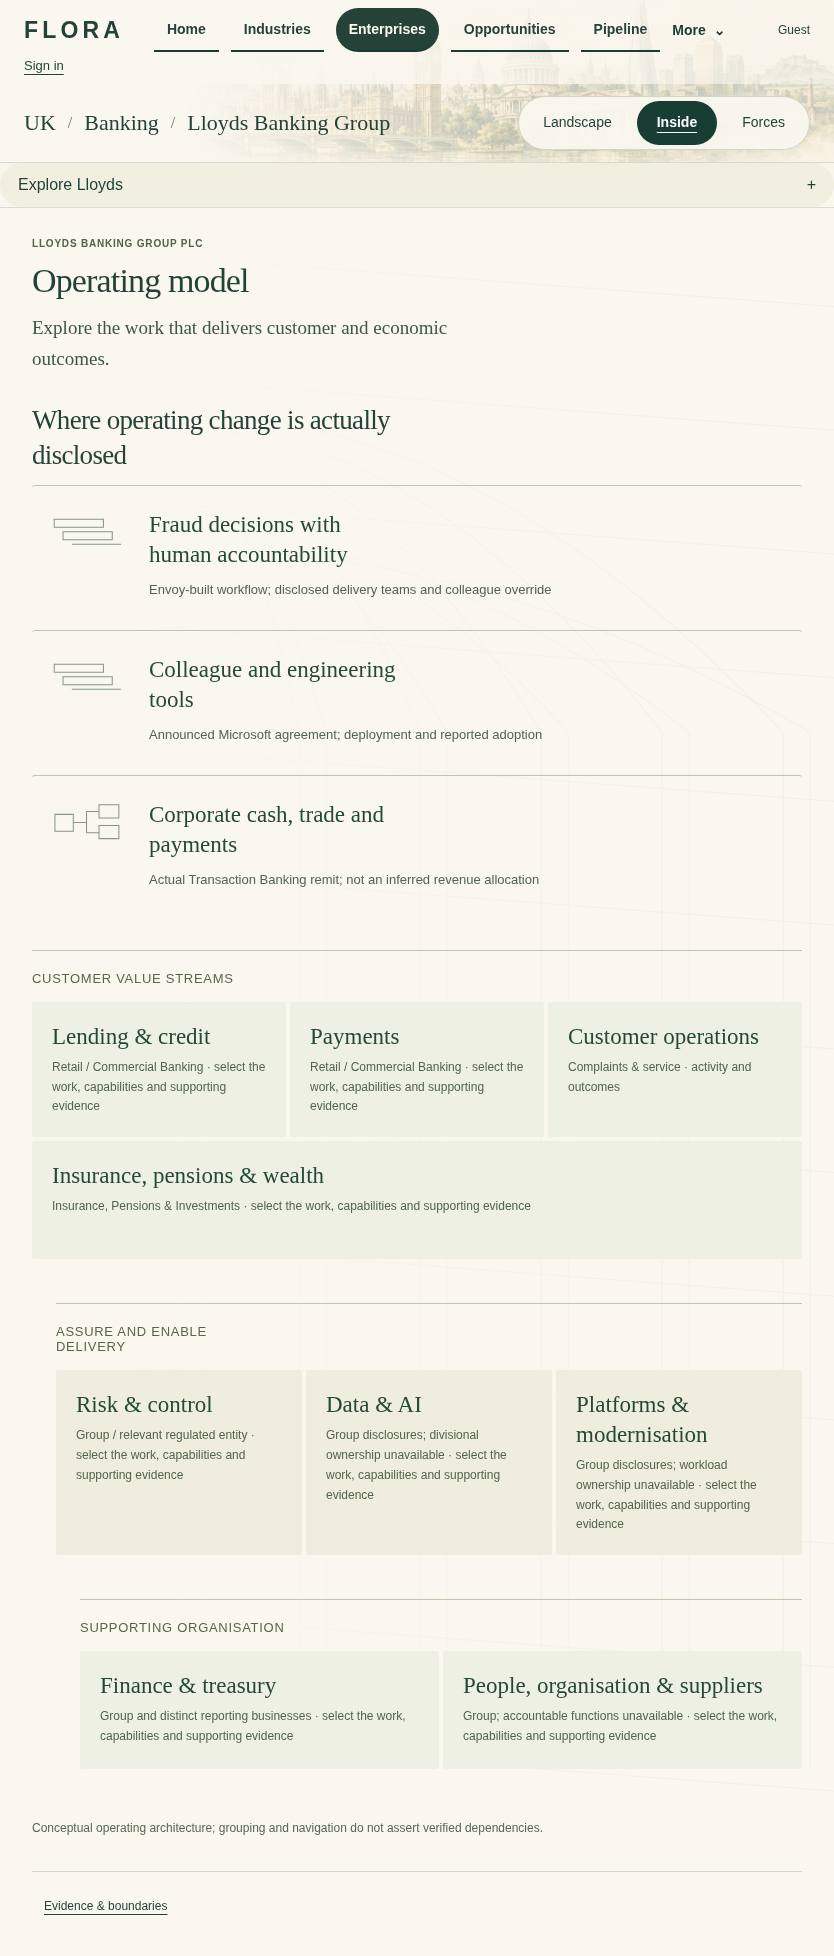 FLORA
Home
Industries
Enterprises
Opportunities
Pipeline
More
Guest
Sign in
UK / Banking / Lloyds Banking Group
Landscape
Inside
Forces
Explore Lloyds +
LLOYDS BANKING GROUP PLC
Operating model
Explore the work that delivers customer and economic
outcomes.
Where operating change is actually
disclosed
Fraud decisions with
human accountability
Envoy-built workflow; disclosed delivery teams and colleague override
Colleague and engineering
tools
Announced Microsoft agreement; deployment and reported adoption
Corporate cash, trade and
payments
Actual Transaction Banking remit; not an inferred revenue allocation
CUSTOMER VALUE STREAMS
Lending & credit
Retail / Commercial Banking · select the
work, capabilities and supporting
evidence
Payments
Retail / Commercial Banking · select the
work, capabilities and supporting
evidence
Customer operations
Complaints & service · activity and
outcomes
Insurance, pensions & wealth
Insurance, Pensions & Investments · select the work, capabilities and supporting evidence
ASSURE AND ENABLE
DELIVERY
Risk & control
Group / relevant regulated entity ·
select the work, capabilities and
supporting evidence
Data & AI
Group disclosures; divisional
ownership unavailable · select the
work, capabilities and supporting
evidence
Platforms &
modernisation
Group disclosures; workload
ownership unavailable · select the
work, capabilities and supporting
evidence
SUPPORTING ORGANISATION
Finance & treasury
Group and distinct reporting businesses · select the work,
capabilities and supporting evidence
People, organisation & suppliers
Group; accountable functions unavailable · select the work,
capabilities and supporting evidence
Conceptual operating architecture; grouping and navigation do not assert verified dependencies.
Evidence & boundaries